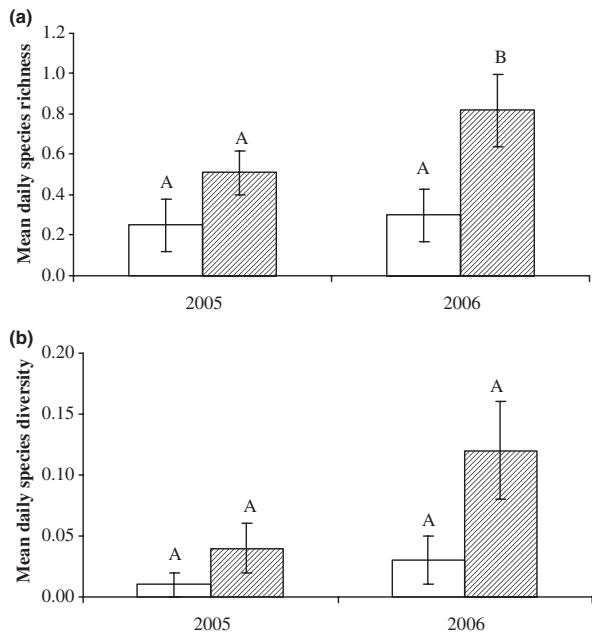 (a)
Mean daily species richness
1.2
1.0
0.8
0.6
0.4
0.2
0.0
A
A
A
B
2005
2006
(b)
Mean daily species diversity
0.20
0.15
0.10
0.05
0.00
A
A
A
A
2005
2006